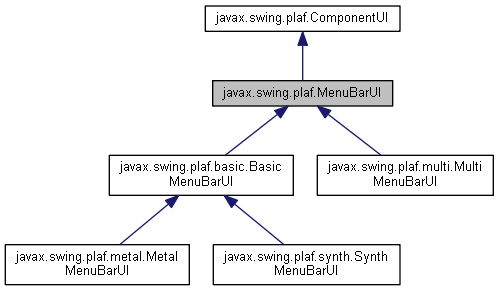 javax.swing.plaf.ComponentUI
javax.swing.plaf.MenuBarUI
javax.swing.plaf.basic.Basic
MenuBarUI
javax.swing.plaf.multi.Multi
MenuBarUI
javax.swing.plaf.metal.Metal
MenuBarUI
javax.swing.plaf.synth.Synth
MenuBarUI